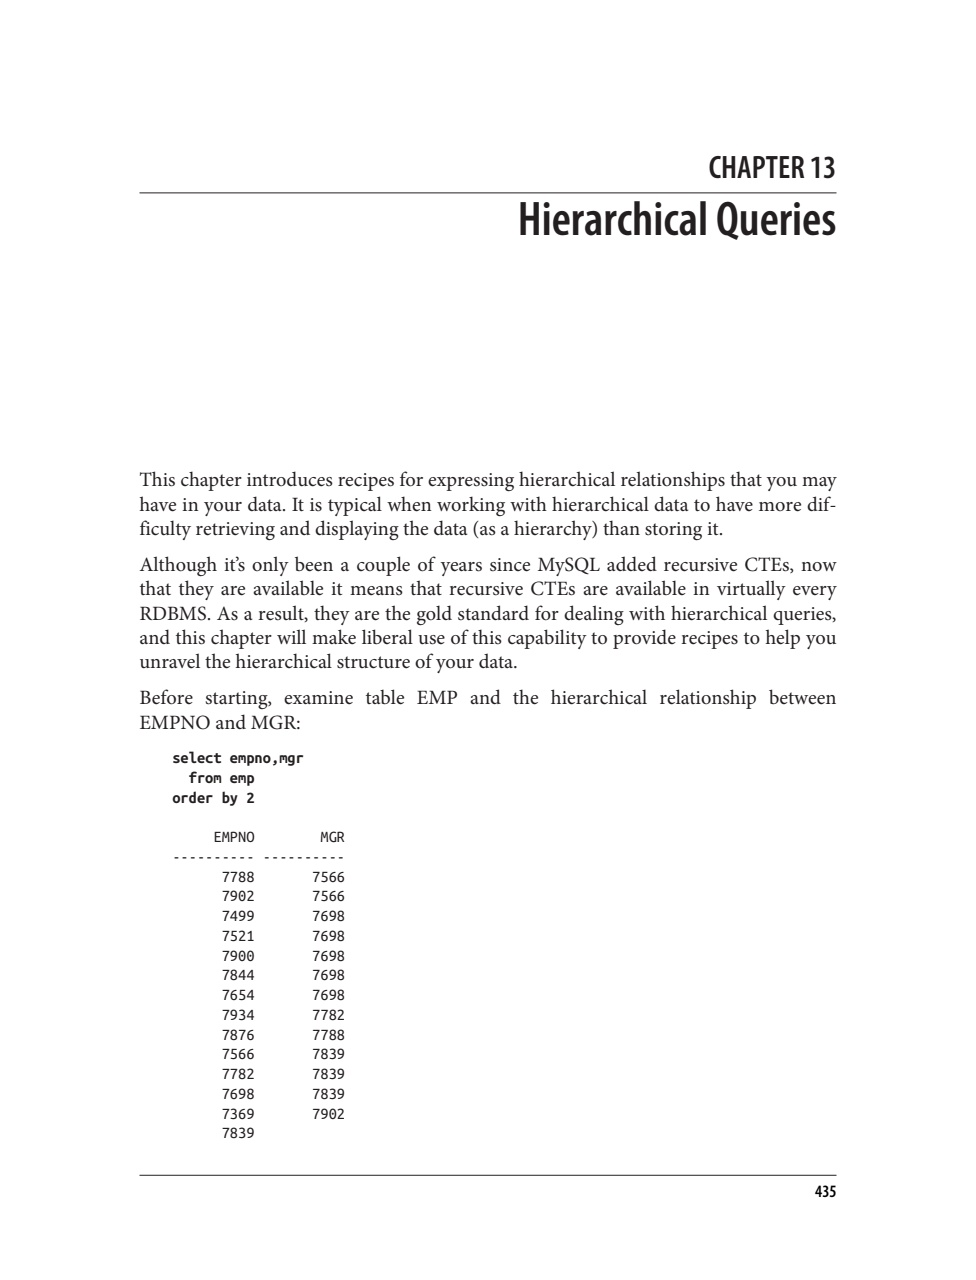 CHAPTER 13
Hierarchical Queries
This chapter introduces recipes for expressing hierarchical relationships that you may
have in your data. It is typical when working with hierarchical data to have more dif-
ficulty retrieving and displaying the data (as a hierarchy) than storing it.
Although it’s only been a couple of years since MySQL added recursive CTEs, now
that they are available it means that recursive CTEs are available in virtually every
RDBMS. As a result, they are the gold standard for dealing with hierarchical queries,
and this chapter will make liberal use of this capability to provide recipes to help you
unravel the hierarchical structure of your data.
Before starting, examine table EMP and the hierarchical relationship between
EMPNO and MGR:
select empno,mgr
from emp
order by 2
EMPNO MGR
---------- ----------
7788 7566
7902 7566
7499 7698
7521 7698
7900 7698
7844 7698
7654 7698
7934 7782
7876 7788
7566 7839
7782 7839
7698 7839
7369 7902
7839
435